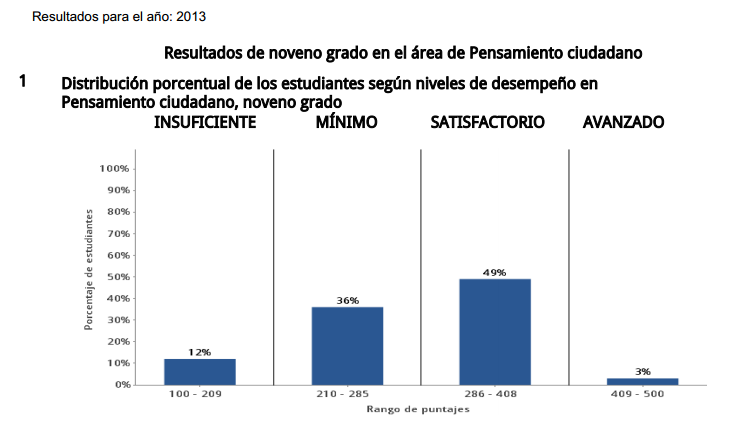 Resultados para el año: 2013
Resultados de noveno grado en el área de Pensamiento ciudadano
1 Distribución porcentual de los estudiantes según niveles de desempeño en
Pensamiento ciudadano, noveno grado
INSUFICIENTE MÍNIMO SATISFACTORIO AVANZADO
Porcentaje de estudiantes
100%
90%
80%
70%
60%
50%
40%
30%
20%
10%
0%
12%
36%
49%
3%
100 - 209 210 - 285 286 - 408 409 - 500
Rango de puntajes